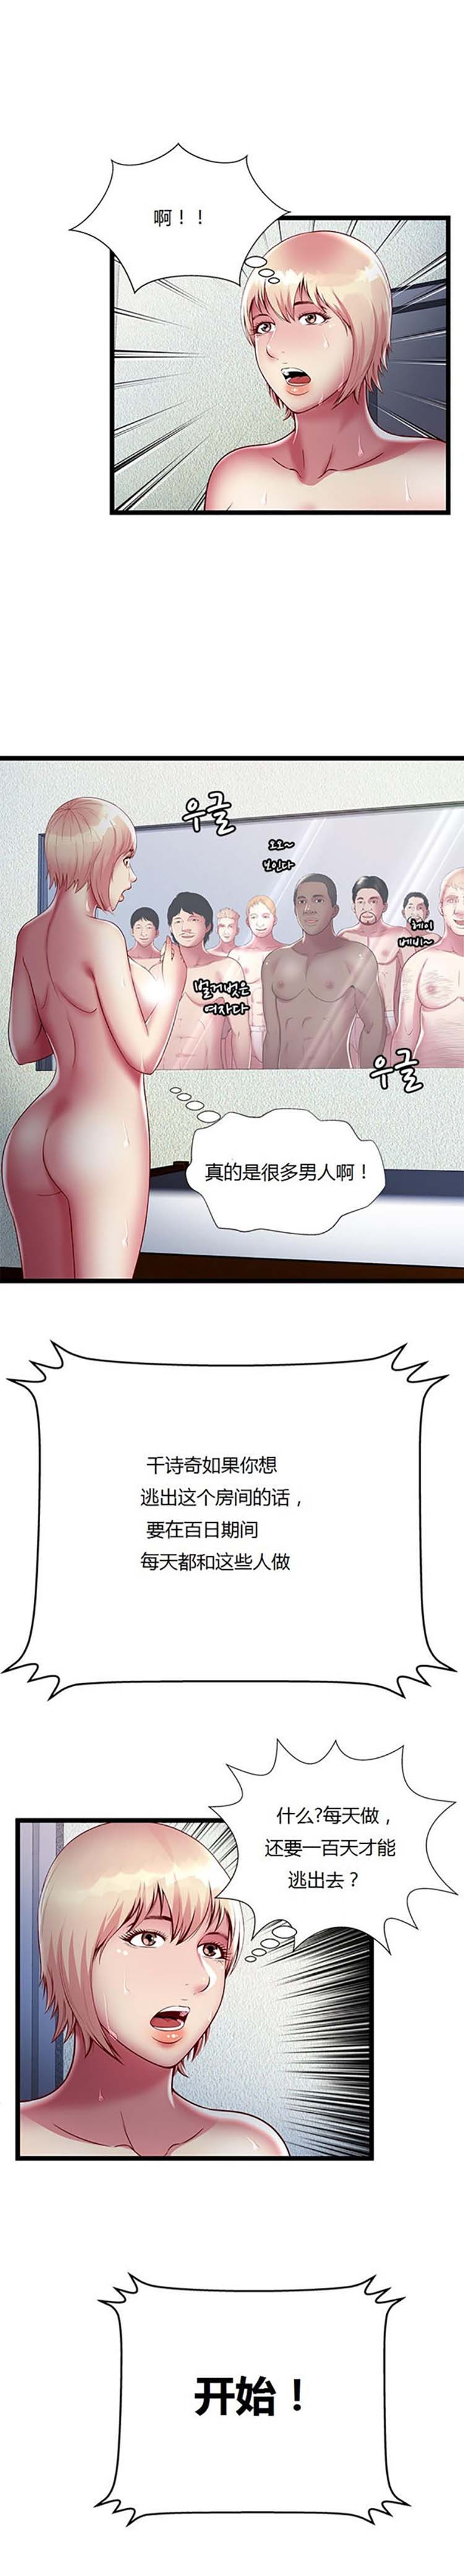 啊！！
우글
오오~
보인다
헤이
베비~
벌거벗은
여자다
우글
真的是很多男人啊！
千诗奇如果你想
逃出这个房间的话，
要在百日期间
每天都和这些人做
什么?每天做，
还要一百天才能
逃出去？
开始！